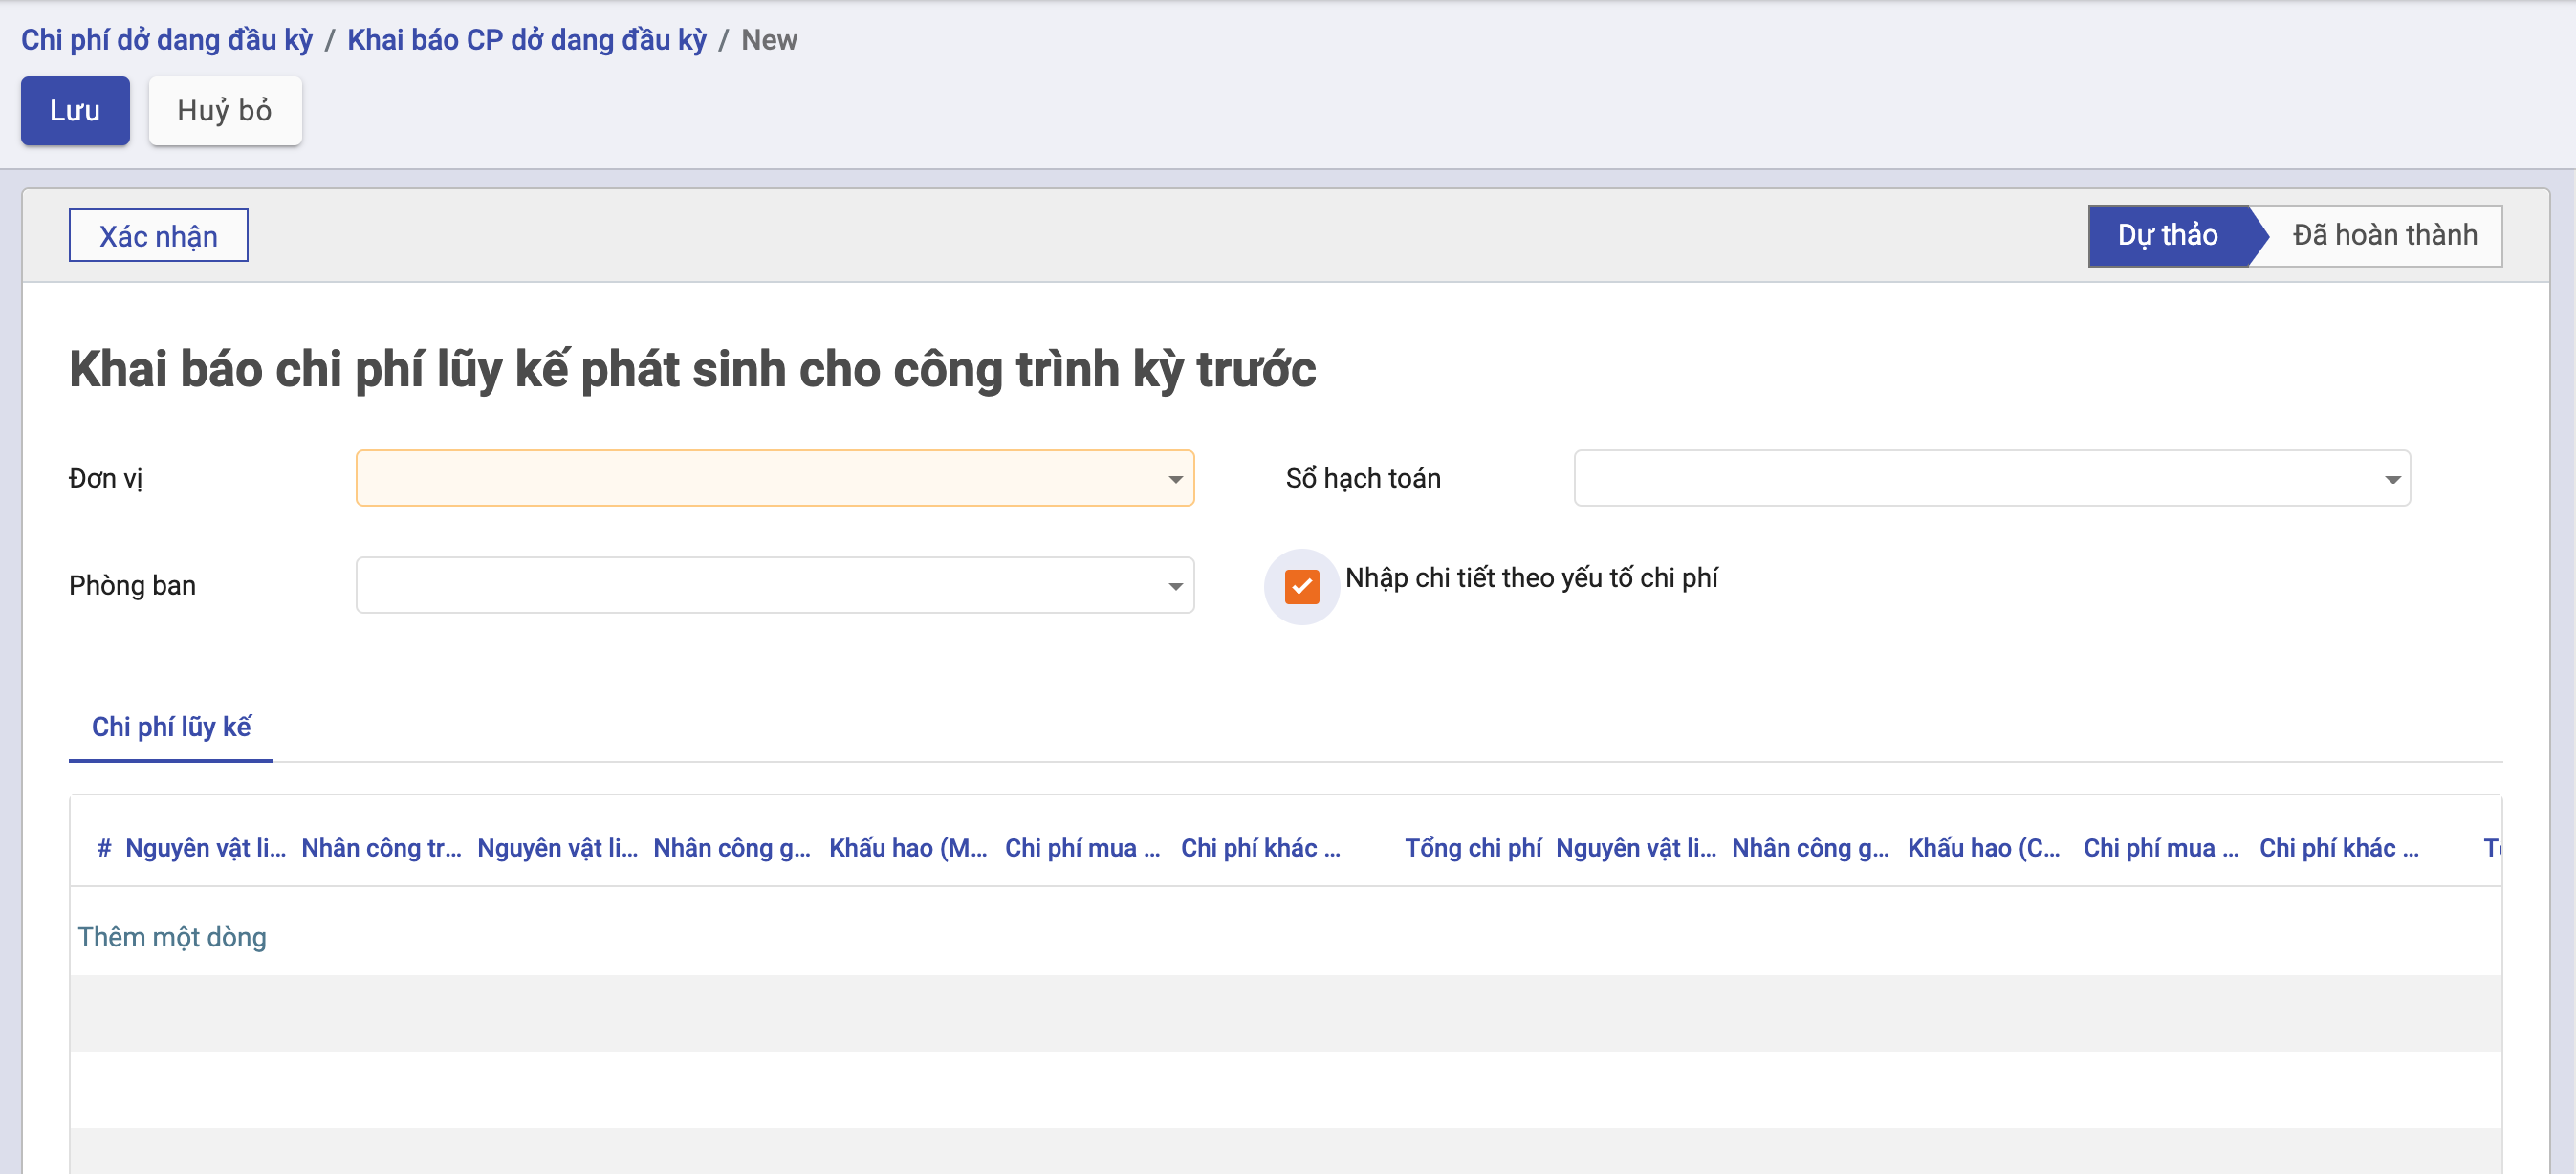 Chi phí dở dang đầu kỳ / Khai báo CP dở dang đầu kỳ / New
Lưu Huỷ bỏ
Xác nhận Dự thảo Đã hoàn thành
Khai báo chi phí lũy kế phát sinh cho công trình kỳ trước
Đơn vị Sổ hạch toán
Phòng ban Nhập chi tiết theo yếu tố chi phí
Chi phí lũy kế
# Nguyên vật li... Nhân công tr... Nguyên vật li... Nhân công g... Khấu hao (M... Chi phí mua ... Chi phí khác ... Tổng chi phí Nguyên vật li... Nhân công g... Khấu hao (C... Chi phí mua ... Chi phí khác ...
Thêm một dòng